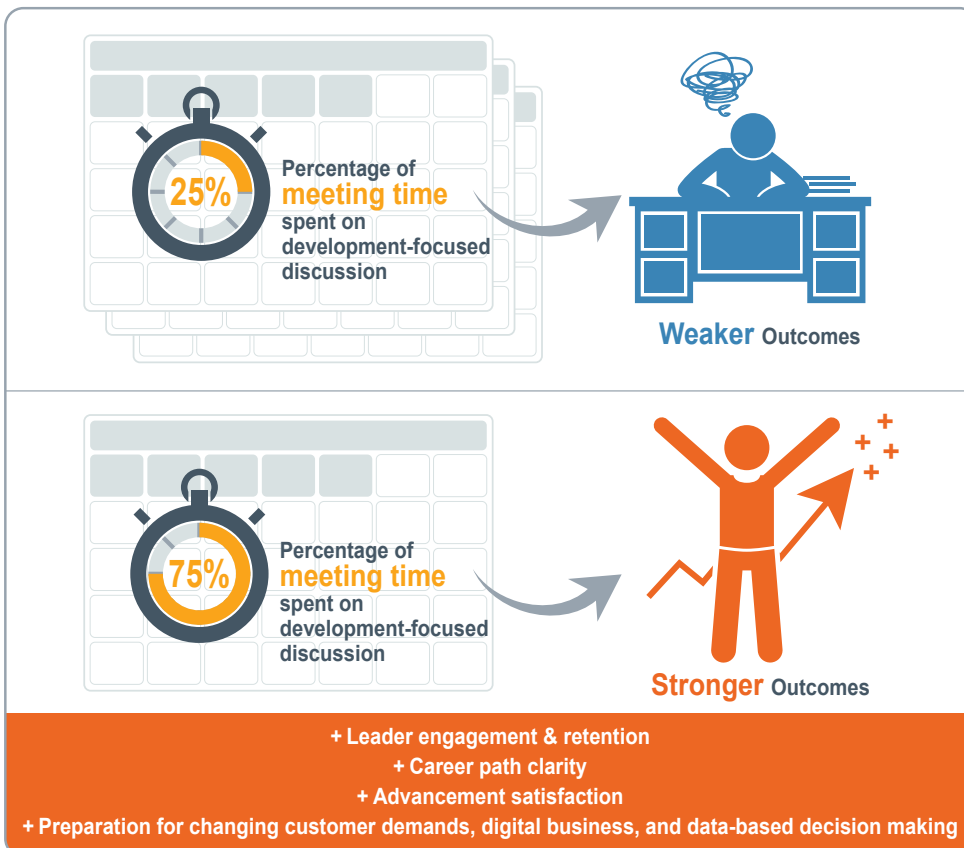 25%
Percentage of
meeting time
spent on
development-focused
discussion
Weaker Outcomes
75%
Percentage of
meeting time
spent on
development-focused
discussion
Stronger Outcomes
+ Leader engagement & retention
+ Career path clarity
+ Advancement satisfaction
+ Preparation for changing customer demands, digital business, and data-based decision making